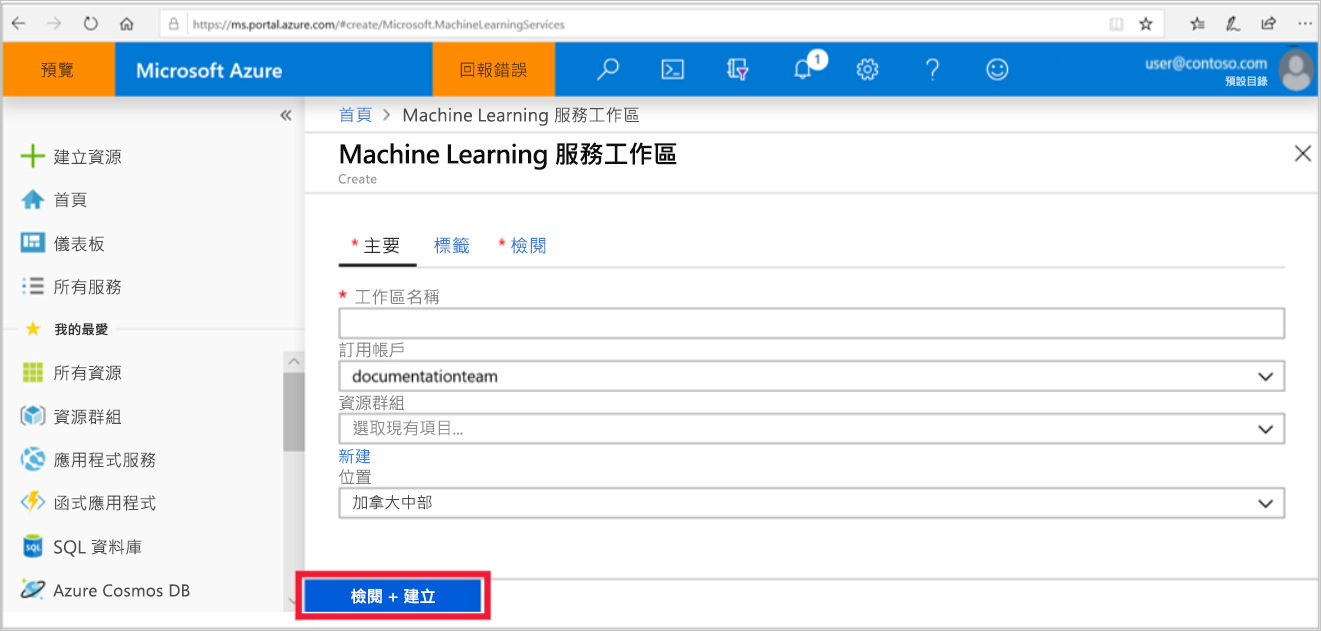 https://ms.portal.azure.com/#create/Microsoft.MachineLearningServices
預覽
Microsoft Azure
回報錯誤
1
user@contoso.com
預設目錄
«
首頁 > Machine Learning 服務工作區
Machine Learning 服務工作區
Create
建立資源
首頁
儀表板
所有服務
我的最愛
所有資源
資源群組
應用程式服務
函式應用程式
SQL 資料庫
Azure Cosmos DB
* 主要 標籤 * 檢閱
* 工作區名稱
訂用帳戶
documentationteam
資源群組
選取現有項目...
新建
位置
加拿大中部
檢閱 + 建立